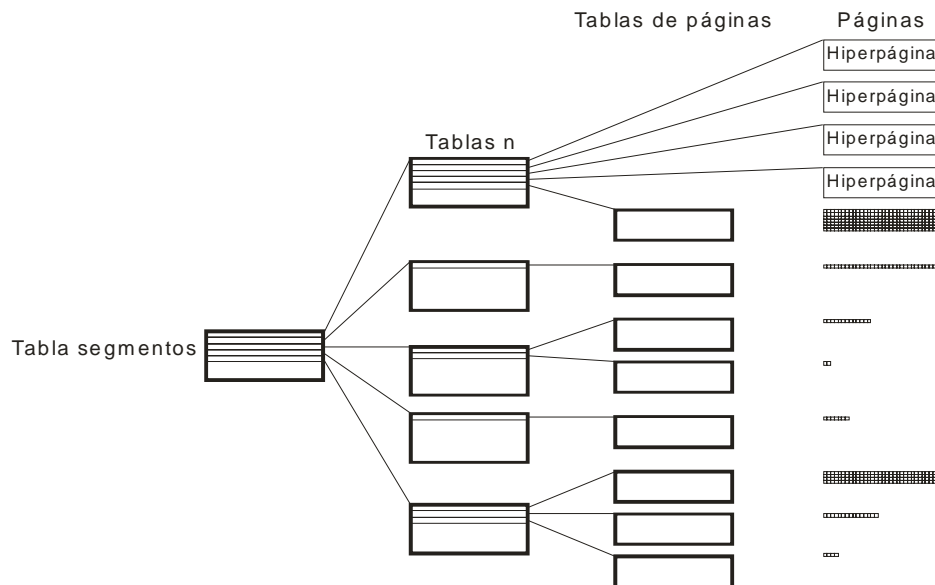 Tablas de páginas
Páginas
Hiperpágina
Hiperpágina
Hiperpágina
Hiperpágina
Tablas n
Tabla segmentos